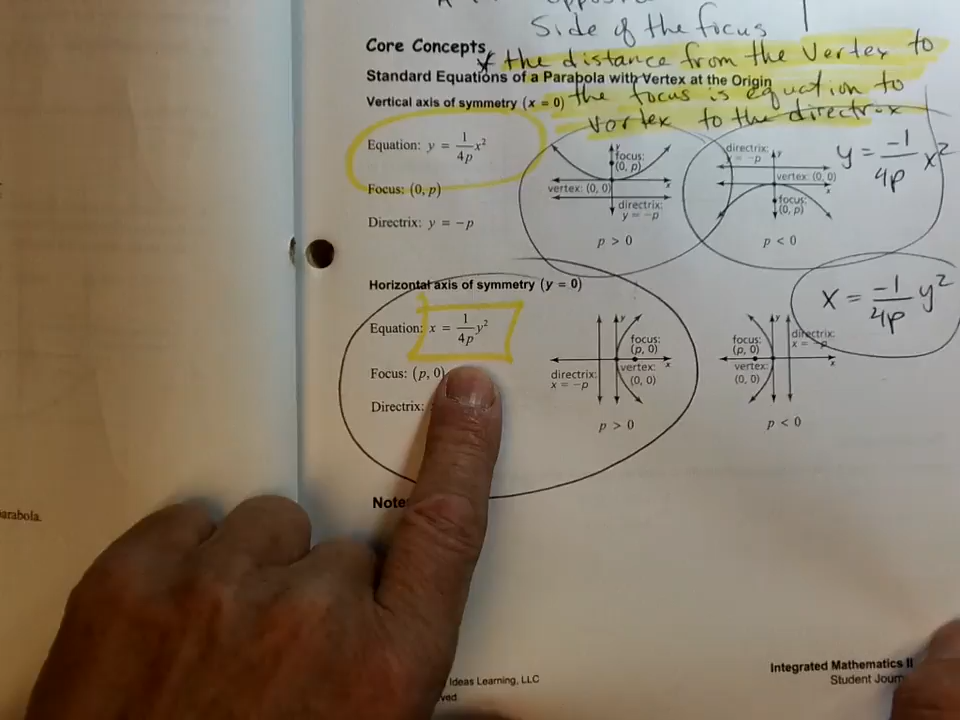 Side of the focus
Core Concepts
* the distance from the Vertex to
Standard Equations of a Parabola with Vertex at the Origin
the focus is equation to
Vertical axis of symmetry (x = 0)
vortex to the directrix
Equation: y = 1/4p x²
focus:
(0, p)
vertex: (0, 0)
directrix:
y = -p
p > 0
directrix:
y = -p
vertex: (0, 0)
focus:
(0, p)
p < 0
y = -1/4p x²
Focus: (0, p)
Directrix: y = -p
Horizontal axis of symmetry (y = 0)
Equation: x = 1/4p y²
focus:
(p, 0)
directrix:
x = -p
vertex:
(0, 0)
p > 0
focus:
(p, 0)
vertex:
(0, 0)
directrix:
x = -p
p < 0
x = -1/4p y²
Focus: (p, 0)
Directrix:
arabola.
Ideas Learning, LLC
Integrated Mathematics II
Student Journ